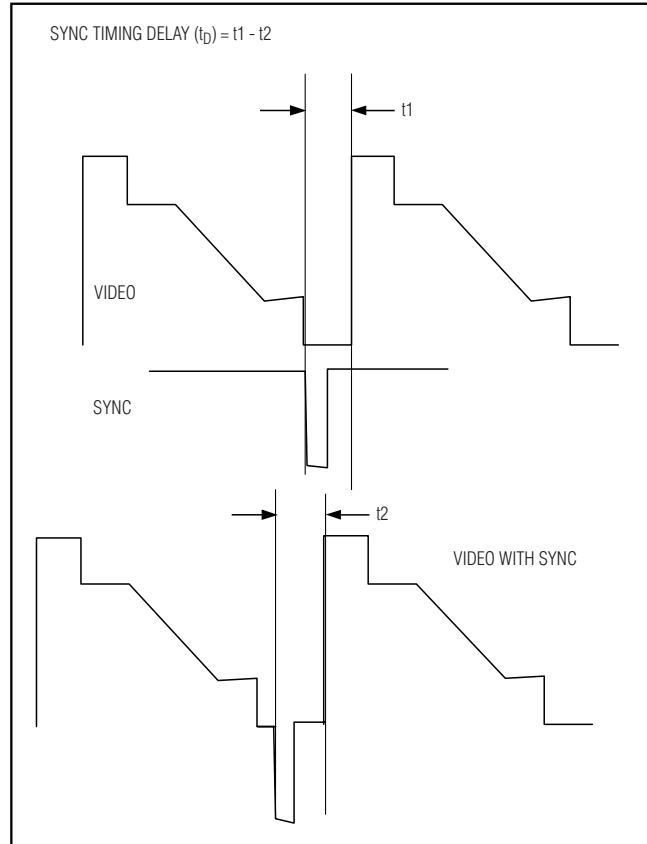 SYNC TIMING DELAY (tD) = t1 - t2
t1
VIDEO
SYNC
t2
VIDEO WITH SYNC